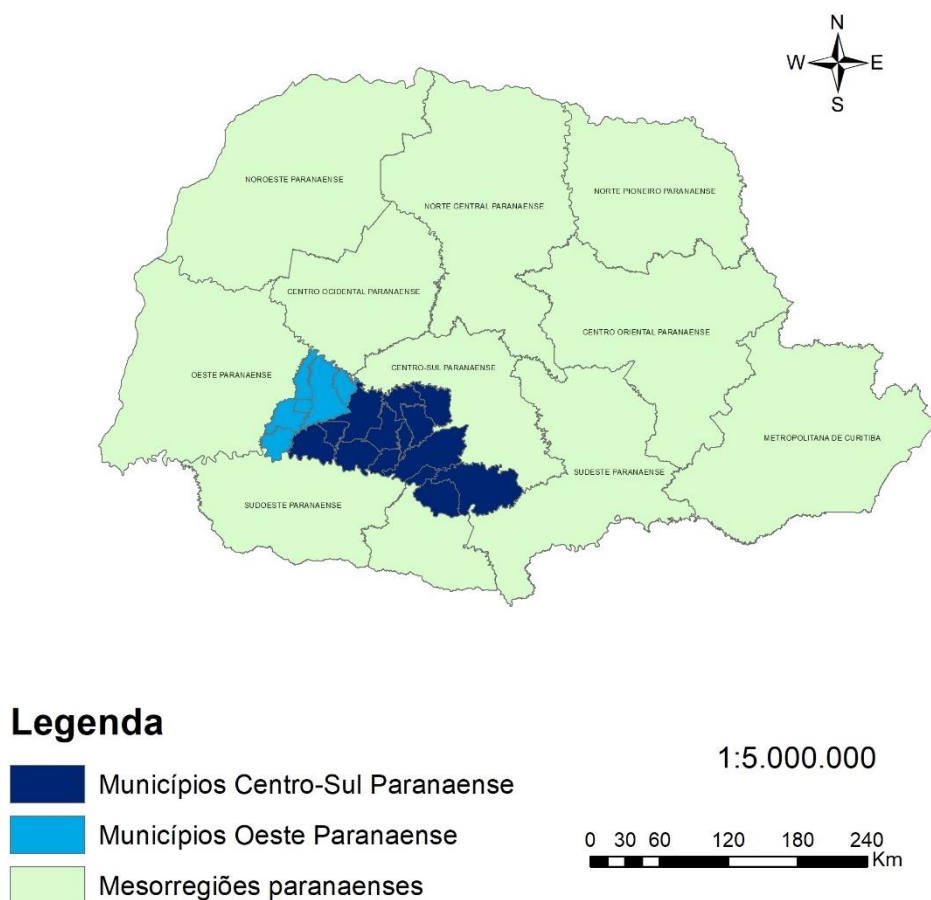 N
W E
S
NOROESTE PARANAENSE
NORTE CENTRAL PARANAENSE
NORTE PIONEIRO PARANAENSE
CENTRO OCIDENTAL PARANAENSE
CENTRO ORIENTAL PARANAENSE
OESTE PARANAENSE
CENTRO-SUL PARANAENSE
METROPOLITANA DE CURITIBA
SUDESTE PARANAENSE
SUDOESTE PARANAENSE
Legenda
Municípios Centro-Sul Paranaense
Municípios Oeste Paranaense
Mesorregiões paranaenses
1:5.000.000
0 30 60 120 180 240
Km